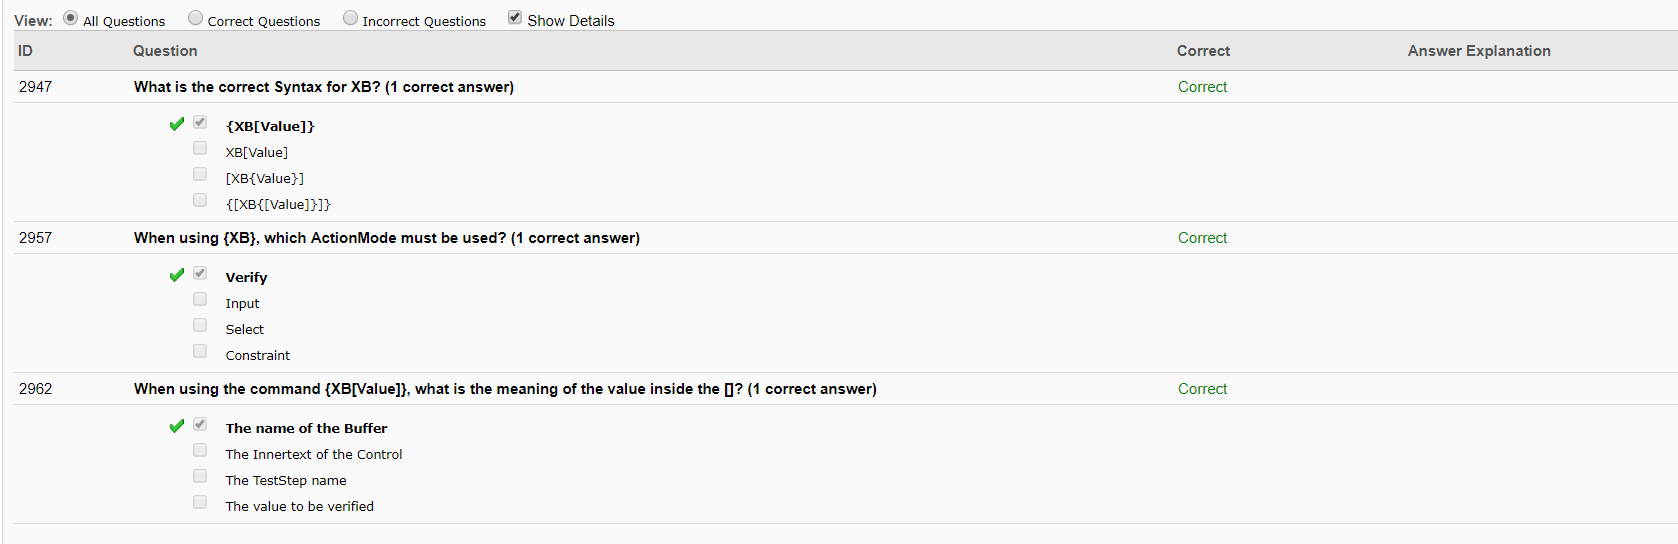 View: All Questions Correct Questions Incorrect Questions Show Details
ID Question Correct Answer Explanation
2947 What is the correct Syntax for XB? (1 correct answer) Correct
{XB[Value]}
XB[Value]
[XB{Value}]
{[XB{[Value]}]}
2957 When using {XB}, which ActionMode must be used? (1 correct answer) Correct
Verify
Input
Select
Constraint
2962 When using the command {XB[Value]}, what is the meaning of the value inside the []? (1 correct answer) Correct
The name of the Buffer
The Innertext of the Control
The TestStep name
The value to be verified